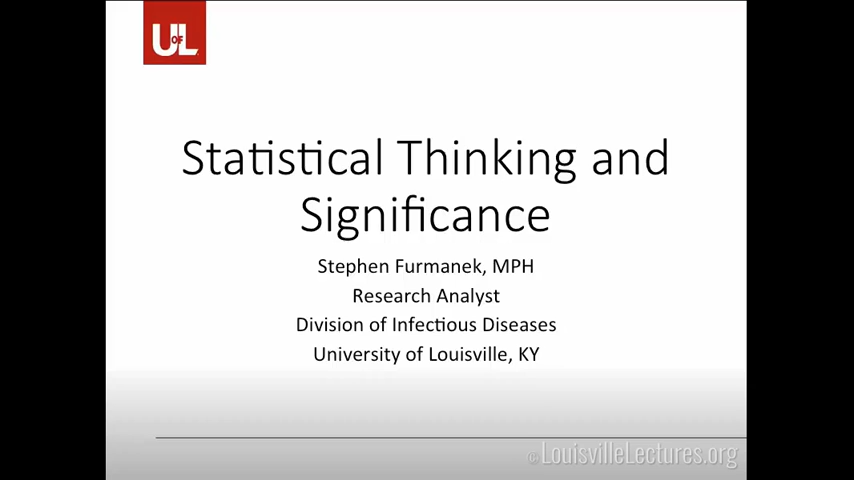 U OF L
Statistical Thinking and
Significance
Stephen Furmanek, MPH
Research Analyst
Division of Infectious Diseases
University of Louisville, KY
© LouisvilleLectures.org